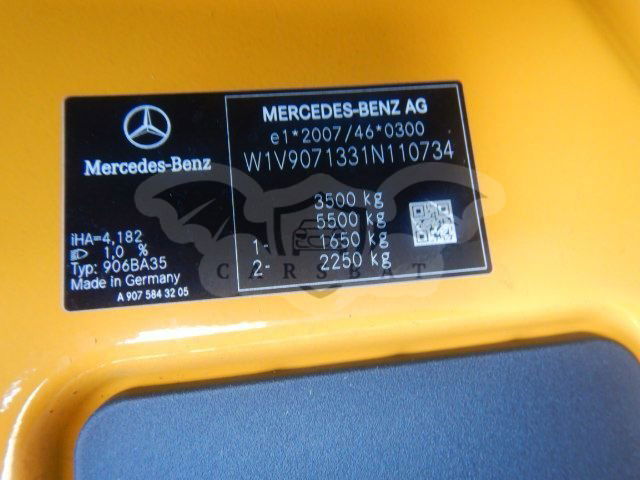 Mercedes-Benz
iHA=4,182
1,0 %
Typ: 906BA35
Made in Germany
A 907 584 32 05
MERCEDES-BENZ AG
e1*2007/46*0300
W1V9071331N110734
3500 kg
5500 kg
1- 1650 kg
2- 2250 kg
CARSBAT